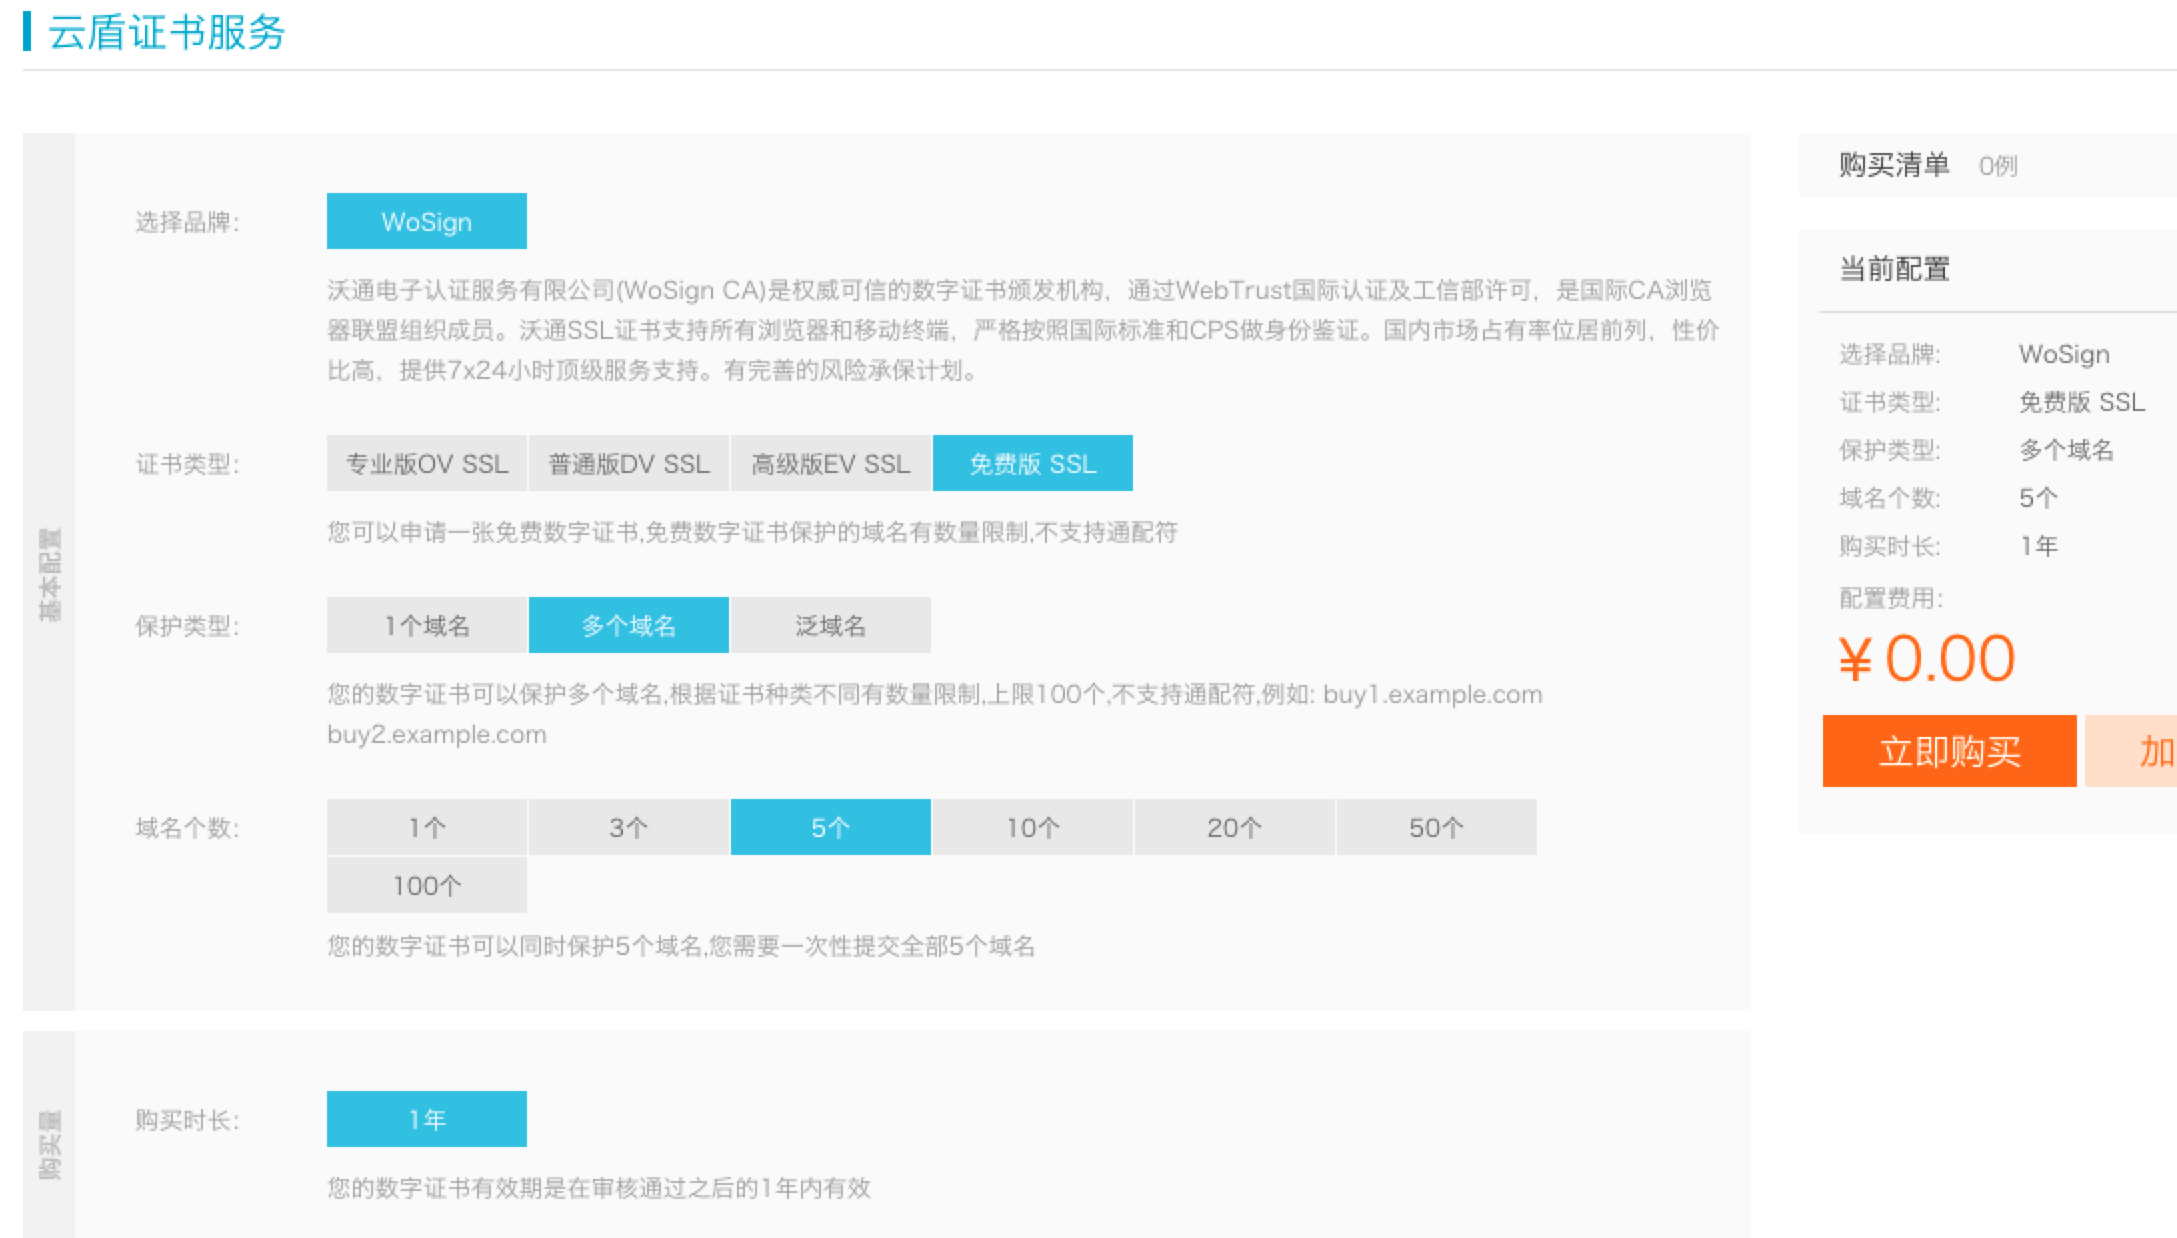 云盾证书服务
基本配置
选择品牌:
WoSign
沃通电子认证服务有限公司(WoSign CA)是权威可信的数字证书颁发机构，通过WebTrust国际认证及工信部许可，是国际CA浏览
器联盟组织成员。沃通SSL证书支持所有浏览器和移动终端，严格按照国际标准和CPS做身份鉴证。国内市场占有率位居前列，性价
比高，提供7x24小时顶级服务支持。有完善的风险承保计划。
证书类型:
专业版OV SSL 普通版DV SSL 高级版EV SSL 免费版 SSL
您可以申请一张免费数字证书,免费数字证书保护的域名有数量限制,不支持通配符
保护类型:
1个域名 多个域名 泛域名
您的数字证书可以保护多个域名,根据证书种类不同有数量限制,上限100个,不支持通配符,例如: buy1.example.com
buy2.example.com
域名个数:
1个 3个 5个 10个 20个 50个
100个
您的数字证书可以同时保护5个域名,您需要一次性提交全部5个域名
购买量
购买时长:
1年
您的数字证书有效期是在审核通过之后的1年内有效
购买清单 0例
当前配置
选择品牌: WoSign
证书类型: 免费版 SSL
保护类型: 多个域名
域名个数: 5个
购买时长: 1年
配置费用:
¥0.00
立即购买 加